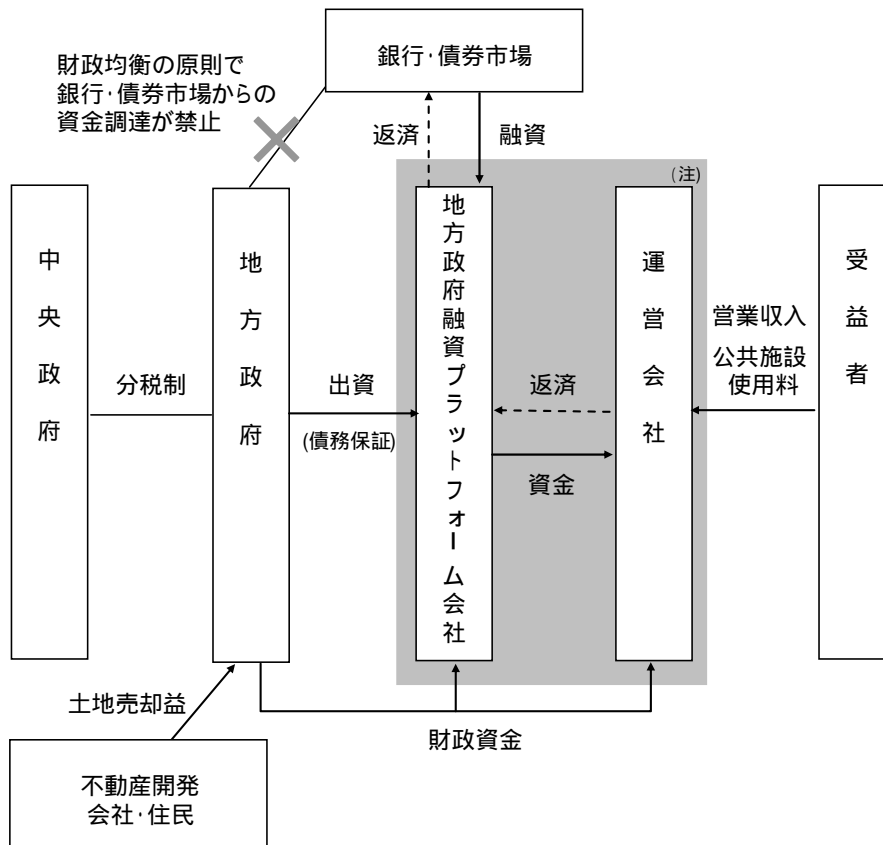 銀行・債券市場
財政均衡の原則で
銀行・債券市場からの
資金調達が禁止
返済
融資
(注)
中央政府
分税制
地方政府
出資
(債務保証)
地方政府融資プラットフォーム会社
返済
資金
運営会社
営業収入
公共施設
使用料
受益者
土地売却益
財政資金
不動産開発
会社・住民